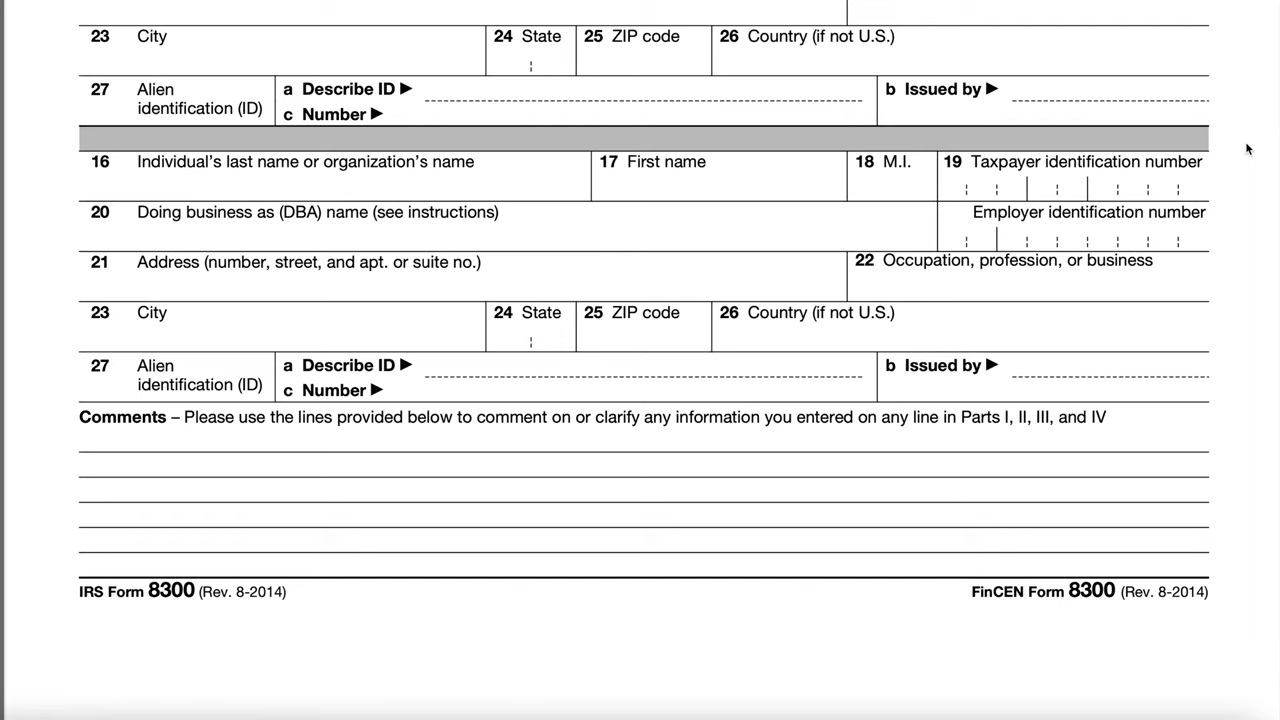 23 City 24 State 25 ZIP code 26 Country (if not U.S.)
27 Alien identification (ID) a Describe ID ▶ b Issued by ▶
c Number ▶
16 Individual's last name or organization's name 17 First name 18 M.I. 19 Taxpayer identification number
20 Doing business as (DBA) name (see instructions) Employer identification number
21 Address (number, street, and apt. or suite no.) 22 Occupation, profession, or business
23 City 24 State 25 ZIP code 26 Country (if not U.S.)
27 Alien identification (ID) a Describe ID ▶ b Issued by ▶
c Number ▶
Comments – Please use the lines provided below to comment on or clarify any information you entered on any line in Parts I, II, III, and IV
IRS Form 8300 (Rev. 8-2014) FinCEN Form 8300 (Rev. 8-2014)